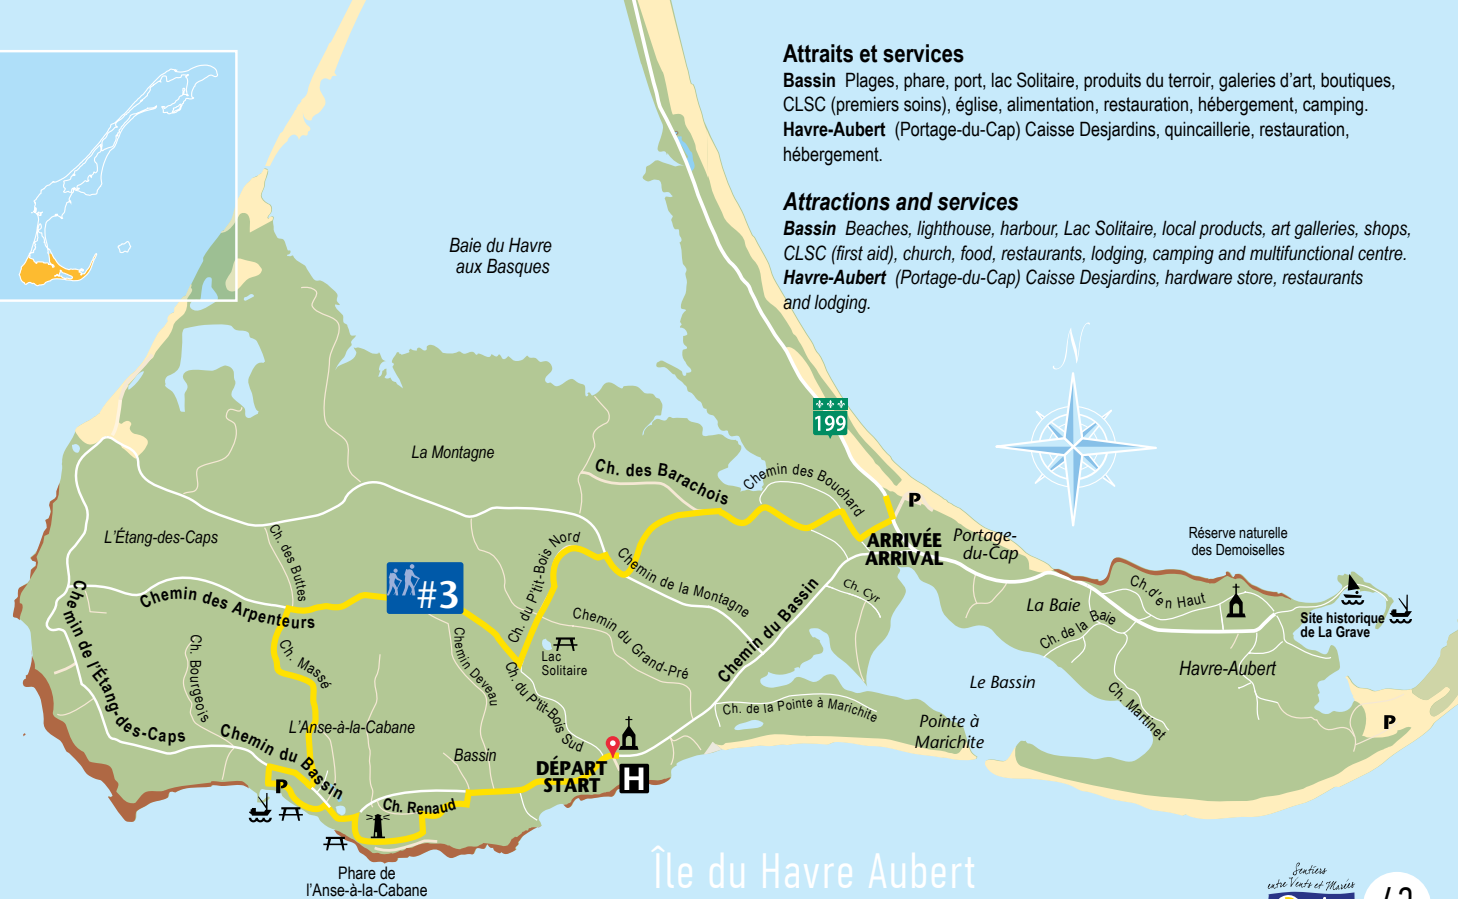 Attraits et services
Bassin Plages, phare, port, lac Solitaire, produits du terroir, galeries d'art, boutiques,
CLSC (premiers soins), église, alimentation, restauration, hébergement, camping.
Havre-Aubert (Portage-du-Cap) Caisse Desjardins, quincaillerie, restauration,
hébergement.
Attractions and services
Bassin Beaches, lighthouse, harbour, Lac Solitaire, local products, art galleries, shops,
CLSC (first aid), church, food, restaurants, lodging, camping and multifunctional centre.
Havre-Aubert (Portage-du-Cap) Caisse Desjardins, hardware store, restaurants
and lodging.
Baie du Havre
aux Basques
N
199
La Montagne
Ch. des Barachois
Chemin des Bouchard
P
ARRIVÉE
ARRIVAL
Portage-
du-Cap
Réserve naturelle
des Demoiselles
L'Étang-des-Caps
Ch. des Buttes
Ch. du P'tit-Bois Nord
Chemin de la Montagne
#3
Chemin des Arpenteurs
Chemin de l'Étang-des-Caps
Ch. Bourgeois
Ch. Massé
Chemin Deveau
Lac
Solitaire
Chemin du Grand-Pré
Ch. du P'tit-Bois Sud
Chemin du Bassin
Ch. Cyr
La Baie
Ch. de la Baie
Ch. d'en Haut
Site historique
de La Grave
Havre-Aubert
Le Bassin
Ch. Martinet
Ch. de la Pointe à Marichite
Pointe à
Marichite
P
L'Anse-à-la-Cabane
Chemin du Bassin
Bassin
DÉPART
START
H
P
Ch. Renaud
Phare de
l'Anse-à-la-Cabane
Île du Havre Aubert
Sentiers
entre Vents et Marées